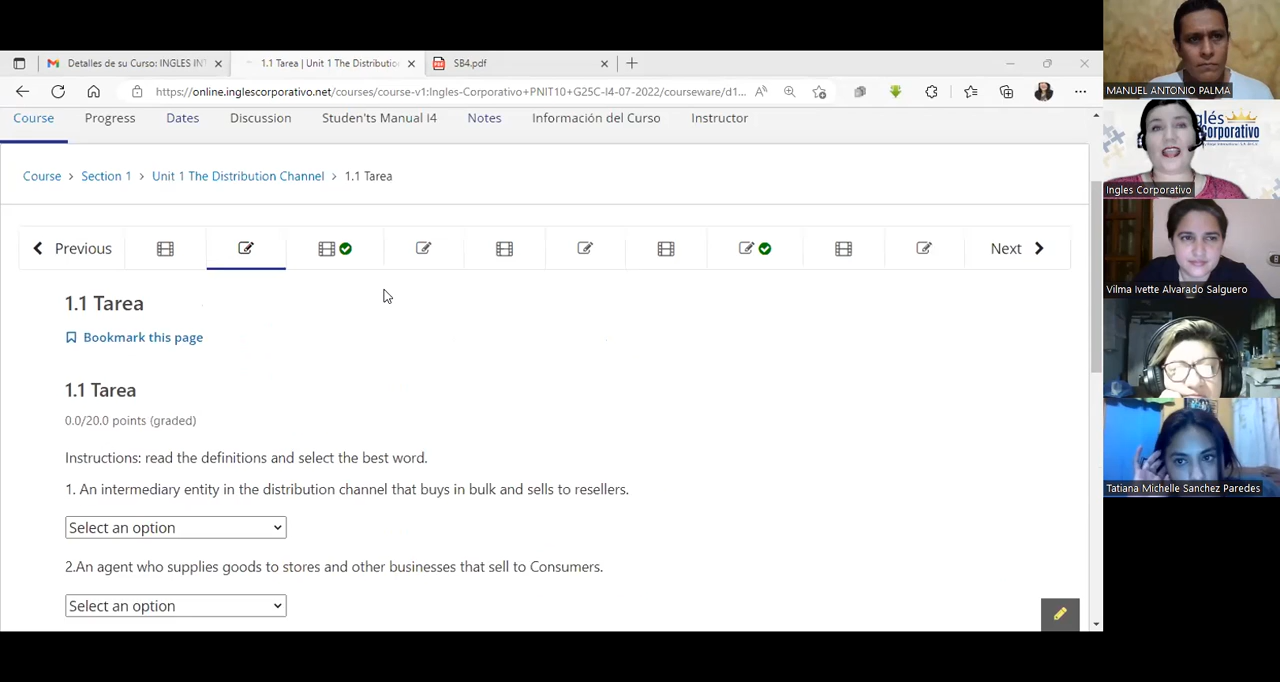 Detalles de su Curso: INGLES IN
1.1 Tarea | Unit 1 The Distributio
SB4.pdf
https://online.inglescorporativo.net/courses/course-v1:Ingles-Corporativo+PNIT10+G25C-I4-07-2022/courseware/d1...
Course Progress Dates Discussion Studen'ts Manual I4 Notes Información del Curso Instructor
Course > Section 1 > Unit 1 The Distribution Channel > 1.1 Tarea
Previous
Next
1.1 Tarea
Bookmark this page
1.1 Tarea
0.0/20.0 points (graded)
Instructions: read the definitions and select the best word.
1. An intermediary entity in the distribution channel that buys in bulk and sells to resellers.
Select an option
2.An agent who supplies goods to stores and other businesses that sell to Consumers.
Select an option
MANUEL ANTONIO PALMA
Inglés
Corporativo
Ingles Corporativo
Vilma Ivette Alvarado Salguero
Tatiana Michelle Sanchez Paredes